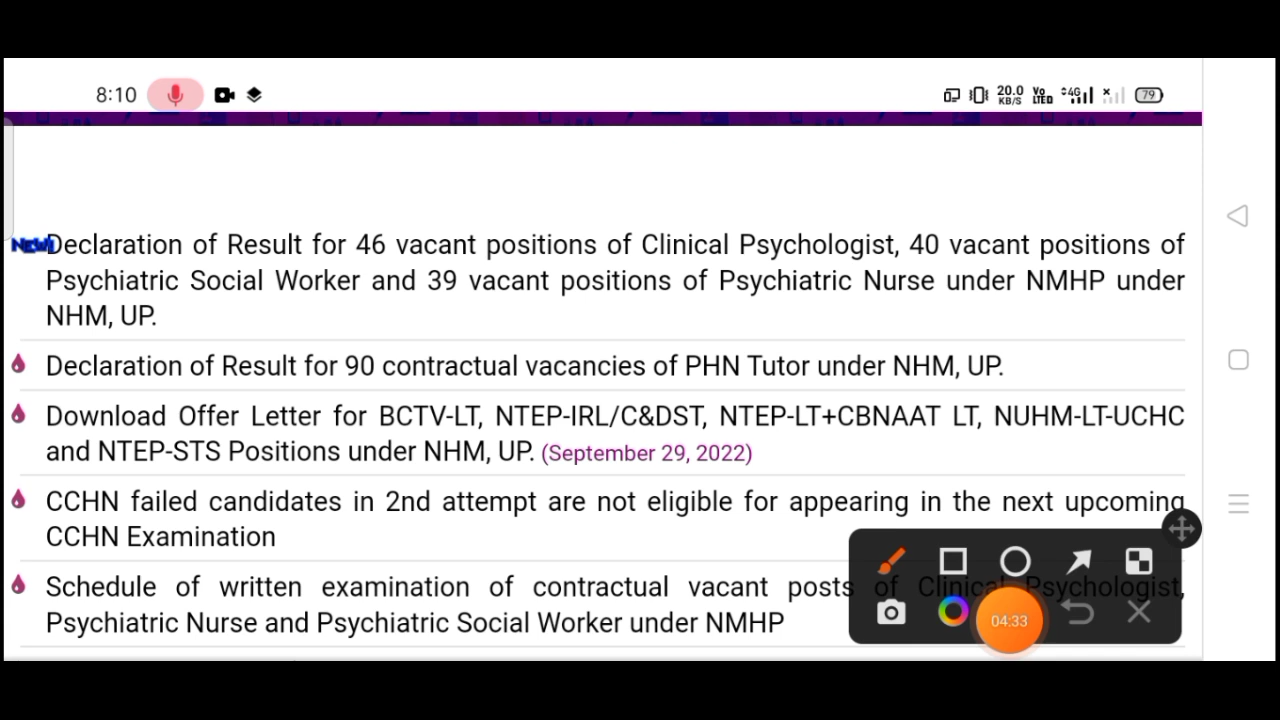 8:10 20.0 KB/S Vo LTED 4G 79
NEW! Declaration of Result for 46 vacant positions of Clinical Psychologist, 40 vacant positions of
Psychiatric Social Worker and 39 vacant positions of Psychiatric Nurse under NMHP under
NHM, UP.
Declaration of Result for 90 contractual vacancies of PHN Tutor under NHM, UP.
Download Offer Letter for BCTV-LT, NTEP-IRL/C&DST, NTEP-LT+CBNAAT LT, NUHM-LT-UCHC
and NTEP-STS Positions under NHM, UP. (September 29, 2022)
CCHN failed candidates in 2nd attempt are not eligible for appearing in the next upcoming
CCHN Examination
Schedule of written examination of contractual vacant posts of Clinical Psychologist,
Psychiatric Nurse and Psychiatric Social Worker under NMHP
04:33